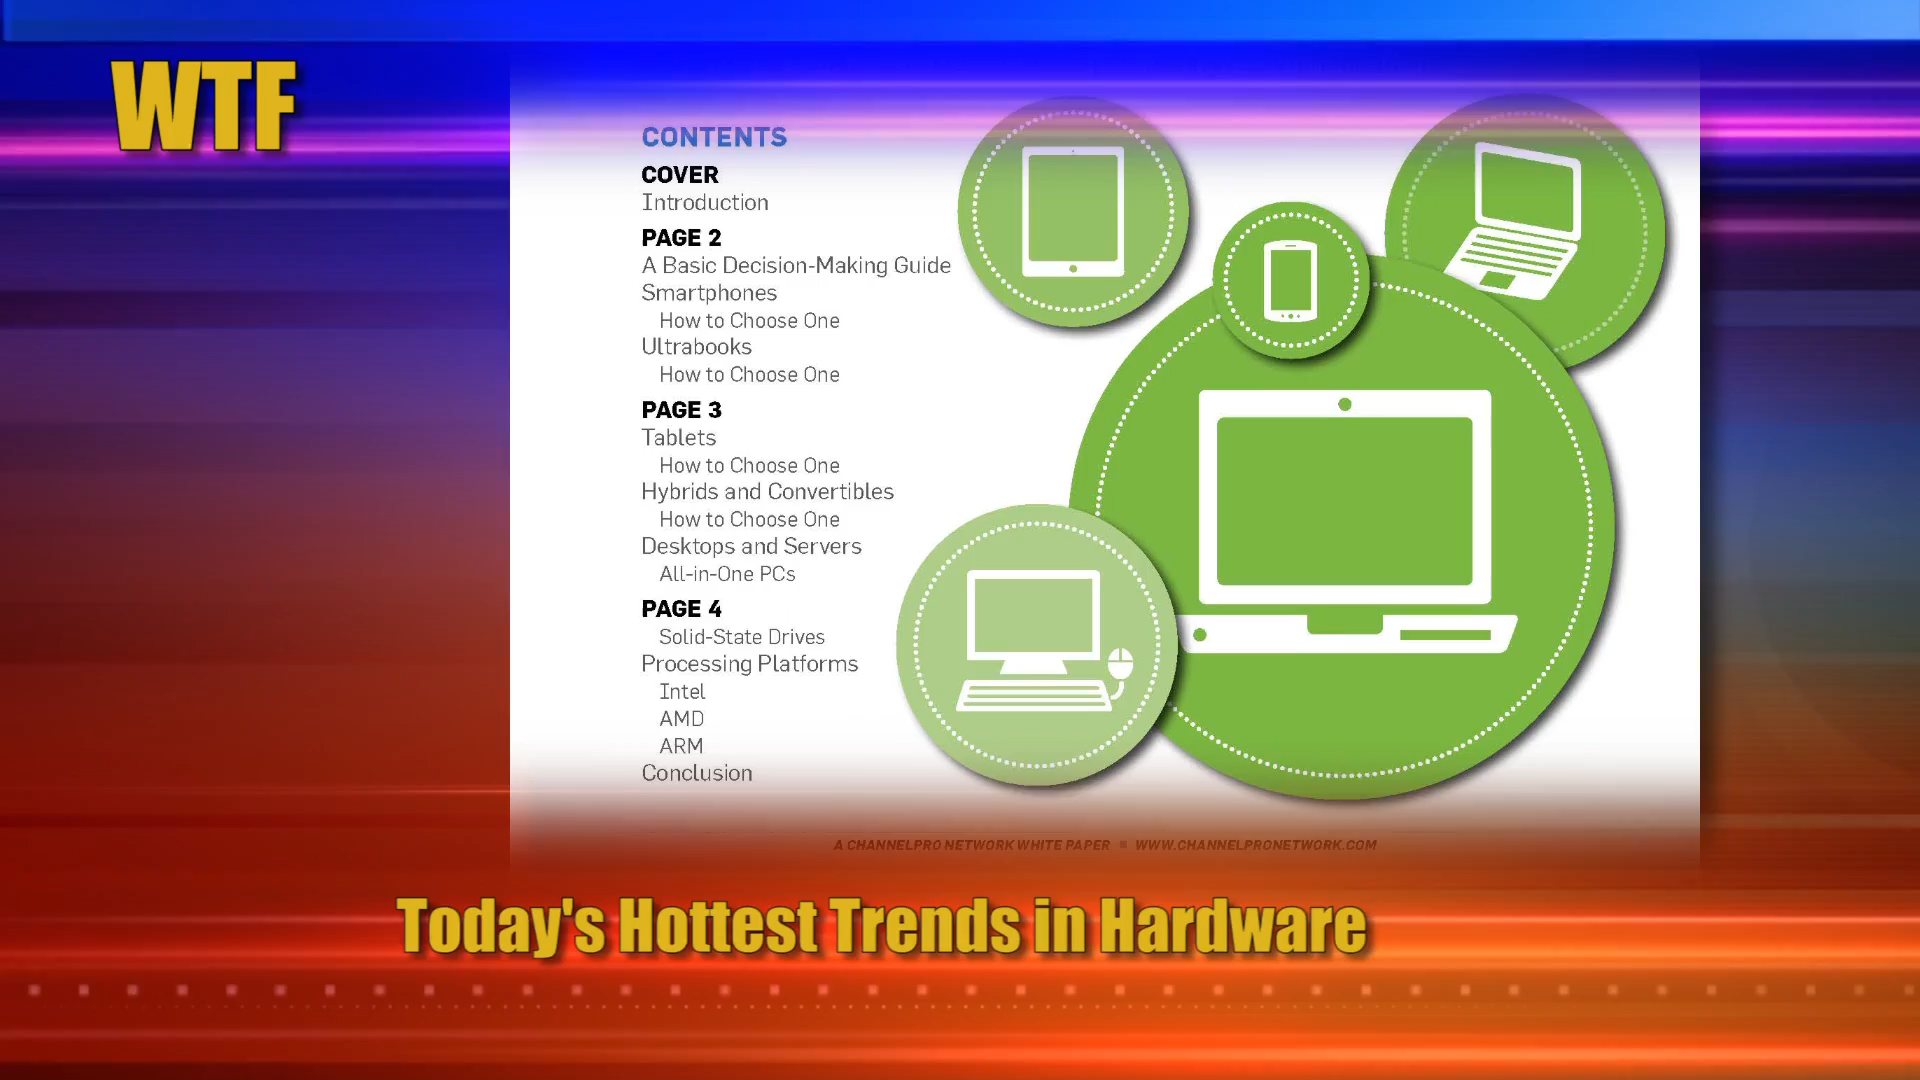 WTF
CONTENTS
COVER
Introduction
PAGE 2
A Basic Decision-Making Guide
Smartphones
How to Choose One
Ultrabooks
How to Choose One
PAGE 3
Tablets
How to Choose One
Hybrids and Convertibles
How to Choose One
Desktops and Servers
All-in-One PCs
PAGE 4
Solid-State Drives
Processing Platforms
Intel
AMD
ARM
Conclusion
A CHANNELPRO NETWORK WHITE PAPER ■ WWW.CHANNELPRONETWORK.COM
Today's Hottest Trends in Hardware